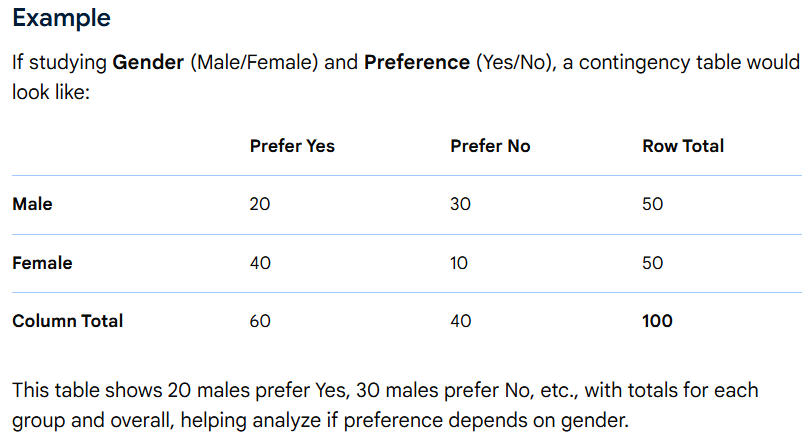 Example
If studying Gender (Male/Female) and Preference (Yes/No), a contingency table would
look like:
Prefer Yes Prefer No Row Total
Male 20 30 50
Female 40 10 50
Column Total 60 40 100
This table shows 20 males prefer Yes, 30 males prefer No, etc., with totals for each
group and overall, helping analyze if preference depends on gender.